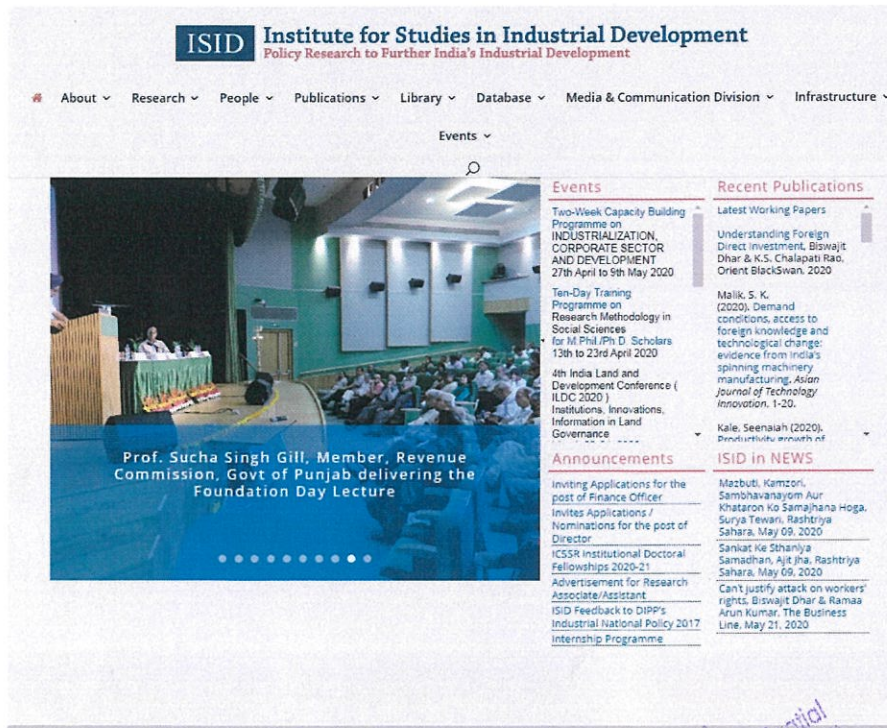 ISID Institute for Studies in Industrial Development
Policy Research to Further India's Industrial Development
About Research People Publications Library Database Media & Communication Division Infrastructure
Events
Prof. Sucha Singh Gill, Member, Revenue
Commission, Govt of Punjab delivering the
Foundation Day Lecture
Events
Two-Week Capacity Building
Programme on
INDUSTRIALIZATION,
CORPORATE SECTOR
AND DEVELOPMENT
27th April to 9th May 2020
Ten-Day Training
Programme on
Research Methodology in
Social Sciences
for M.Phil./Ph.D. Scholars
13th to 23rd April 2020
4th India Land and
Development Conference (
ILDC 2020 )
Institutions, Innovations,
Information in Land
Governance
Recent Publications
Latest Working Papers
Understanding Foreign
Direct Investment, Biswajit
Dhar & K.S. Chalapati Rao,
Orient BlackSwan, 2020
Malik, S. K.
(2020). Demand
conditions, access to
foreign knowledge and
technological change:
evidence from India's
spinning machinery
manufacturing. Asian
Journal of Technology
Innovation, 1-20.
Kale, Seenaiah (2020).
Productivity growth of
Announcements
Inviting Applications for the
post of Finance Officer
Invites Applications /
Nominations for the post of
Director
ICSSR Institutional Doctoral
Fellowships 2020-21
Advertisement for Research
Associate/Assistant
ISID Feedback to DIPP's
Industrial National Policy 2017
Internship Programme
ISID in NEWS
Mazbuti, Kamzori,
Sambhavanayom Aur
Khataron Ko Samajhana Hoga,
Surya Tewari, Rashtriya
Sahara, May 09, 2020
Sankat Ke Sthaniya
Samadhan, Ajit Jha, Rashtriya
Sahara, May 09, 2020
Can't justify attack on workers'
rights, Biswajit Dhar & Ramaa
Arun Kumar, The Business
Line, May 21, 2020